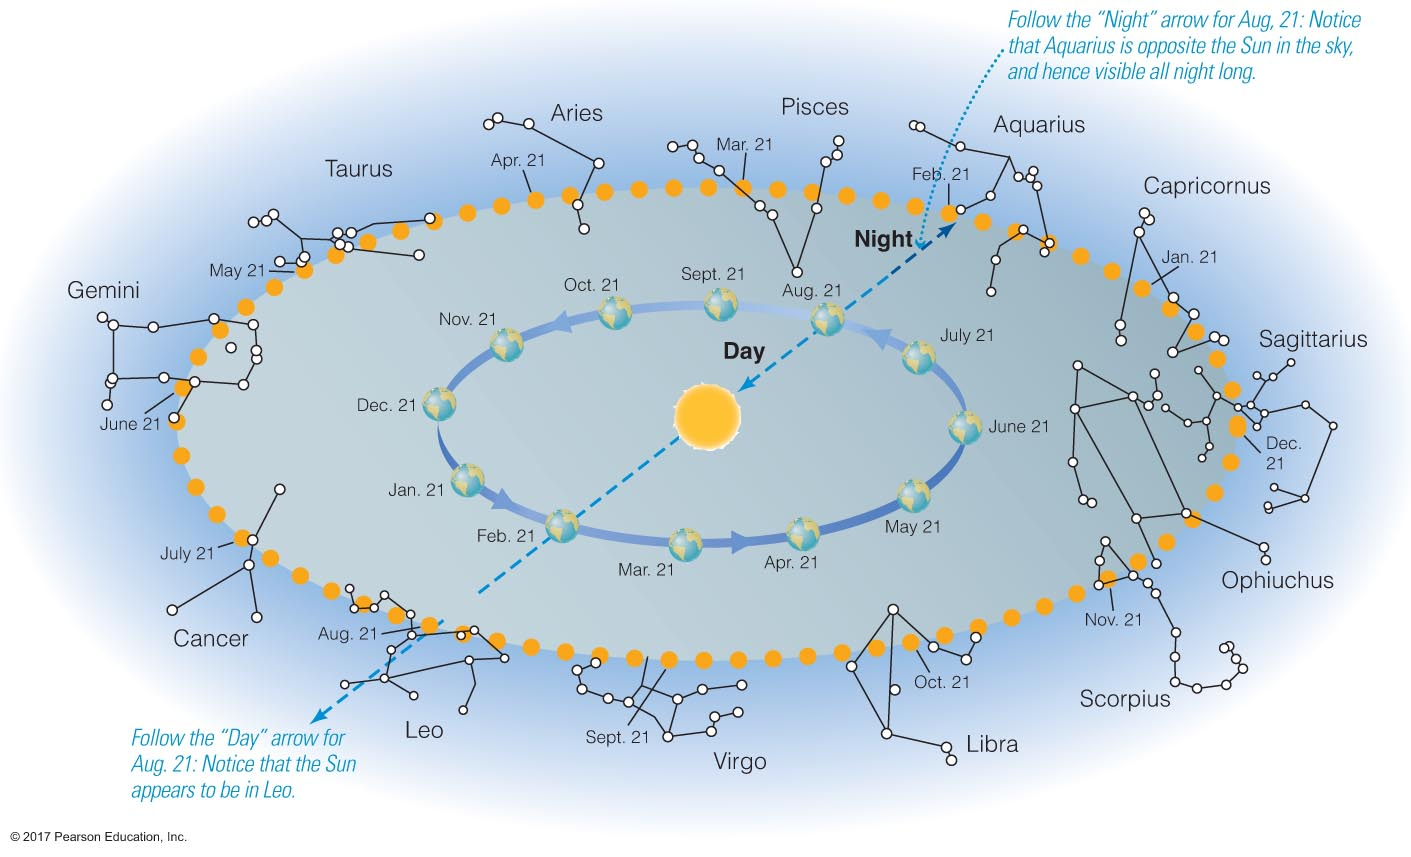 Follow the “Night” arrow for Aug, 21: Notice
that Aquarius is opposite the Sun in the sky,
and hence visible all night long.
Aries
Pisces
Aquarius
Taurus
Apr. 21
Mar. 21
Feb. 21
Capricornus
Night
May 21
Jan. 21
Gemini
Oct. 21
Sept. 21
Aug. 21
Nov. 21
July 21
Day
Sagittarius
Dec. 21
June 21
June 21
Dec.
21
Jan. 21
May 21
Feb. 21
July 21
Mar. 21
Apr. 21
Ophiuchus
Cancer
Aug. 21
Nov. 21
Oct. 21
Scorpius
Leo
Sept. 21
Virgo
Libra
Follow the “Day” arrow for
Aug. 21: Notice that the Sun
appears to be in Leo.
© 2017 Pearson Education, Inc.